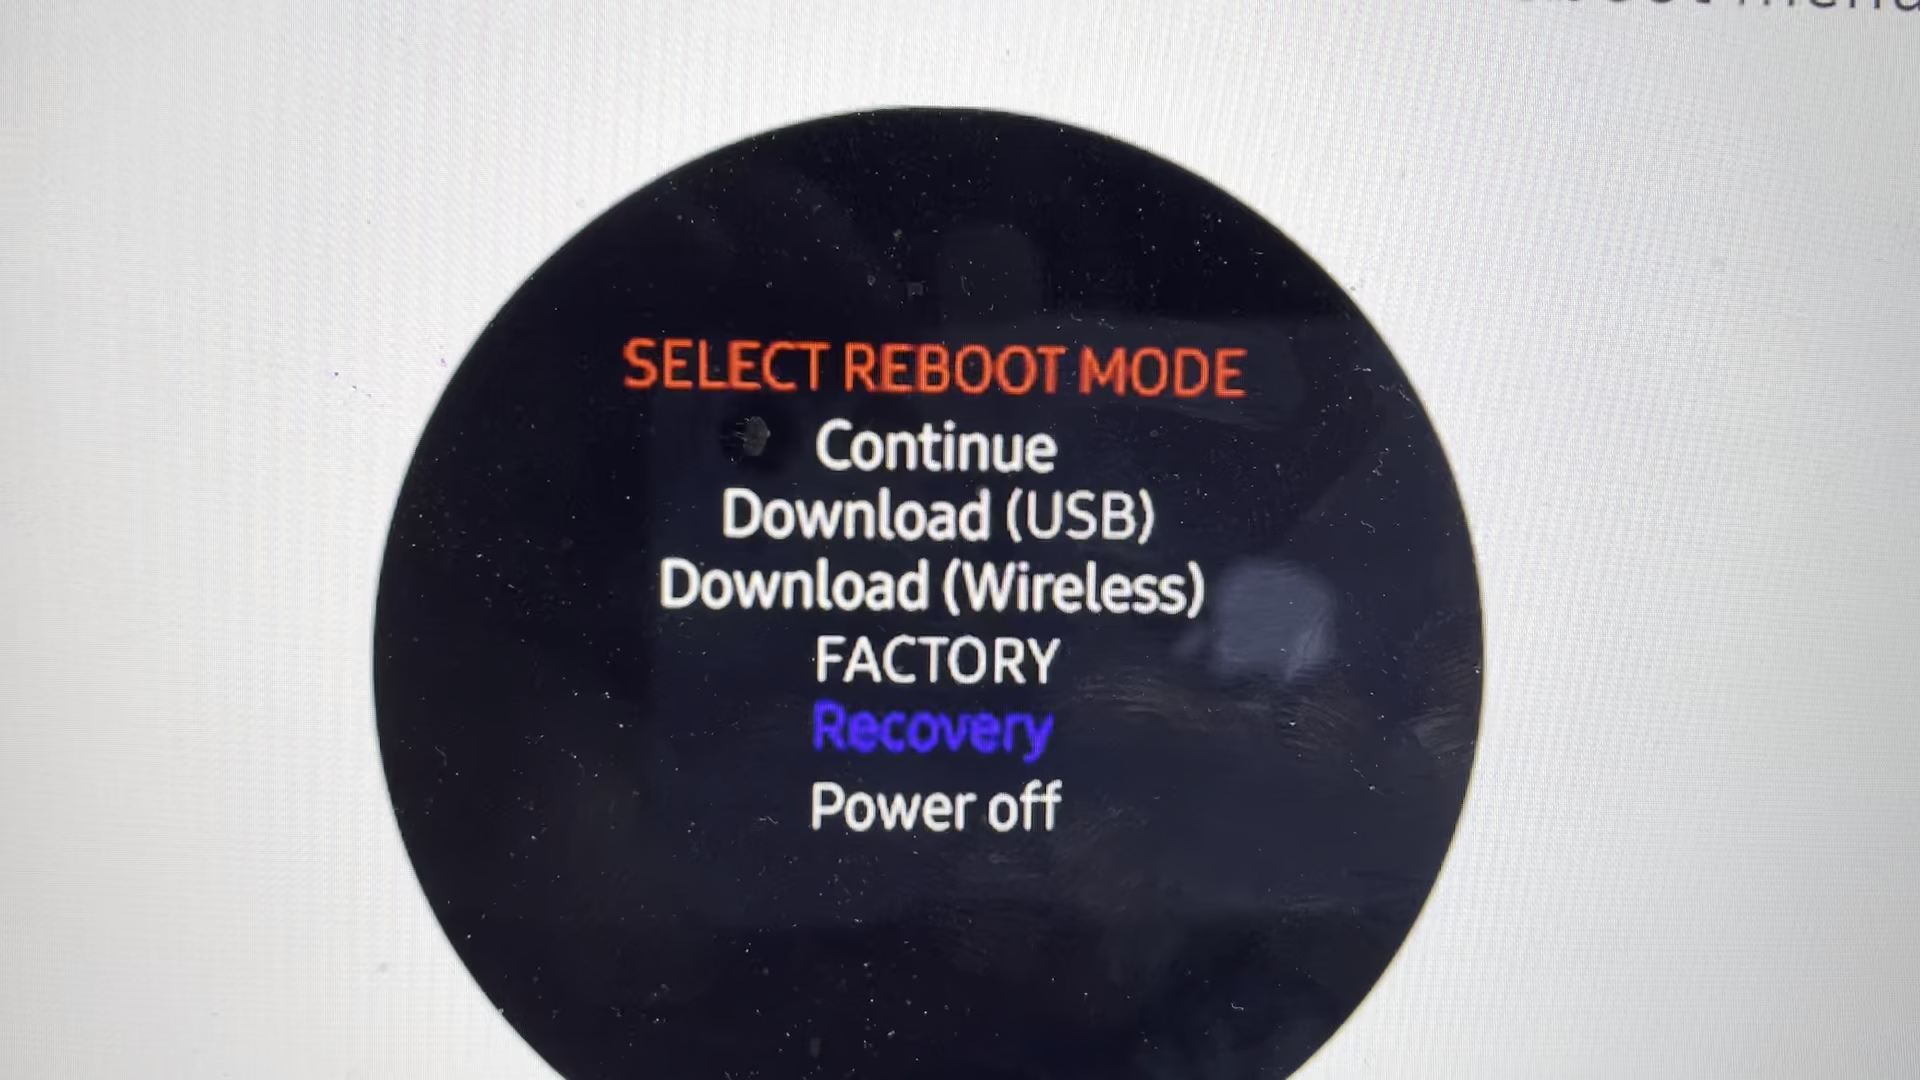 SELECT REBOOT MODE
Continue
Download (USB)
Download (Wireless)
FACTORY
Recovery
Power off